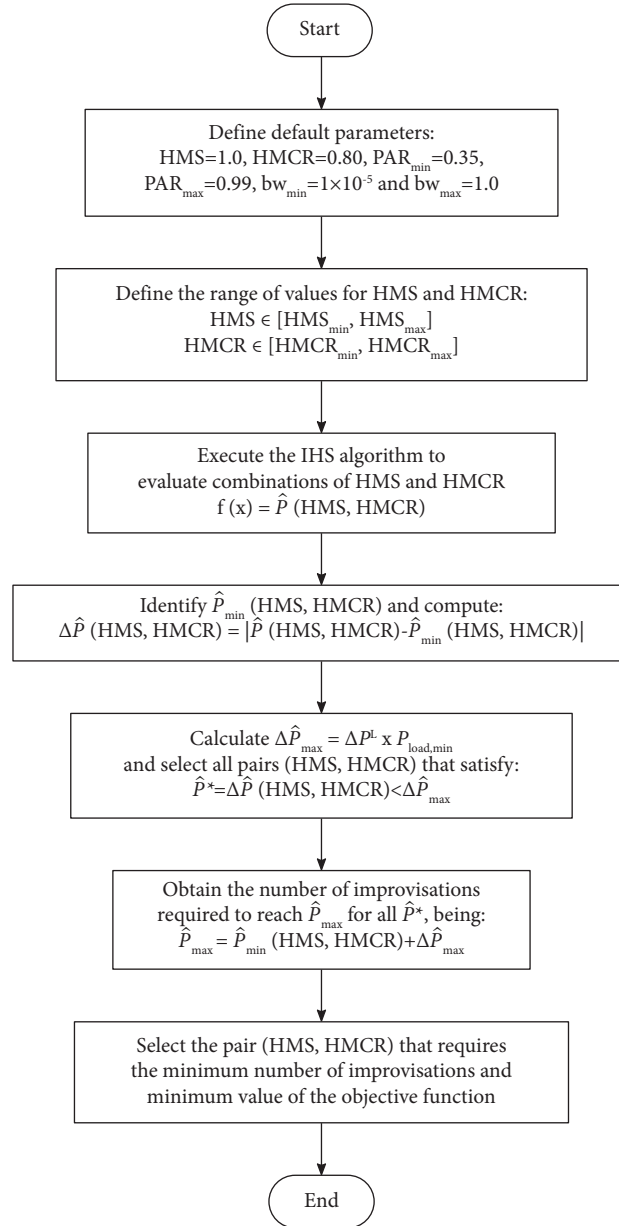 Start
Define default parameters:
HMS=1.0, HMCR=0.80, PAR_min=0.35,
PAR_max=0.99, bw_min=1×10^-5 and bw_max=1.0
Define the range of values for HMS and HMCR:
HMS ∈ [HMS_min, HMS_max]
HMCR ∈ [HMCR_min, HMCR_max]
Execute the IHS algorithm to
evaluate combinations of HMS and HMCR
f (x) = P̂ (HMS, HMCR)
Identify P̂_min (HMS, HMCR) and compute:
ΔP̂ (HMS, HMCR) = |P̂ (HMS, HMCR)-P̂_min (HMS, HMCR)|
Calculate ΔP̂_max = ΔP^L x P_load,min
and select all pairs (HMS, HMCR) that satisfy:
P̂*=ΔP̂ (HMS, HMCR)<ΔP̂_max
Obtain the number of improvisations
required to reach P̂_max for all P̂*, being:
P̂_max = P̂_min (HMS, HMCR)+ΔP̂_max
Select the pair (HMS, HMCR) that requires
the minimum number of improvisations and
minimum value of the objective function
End